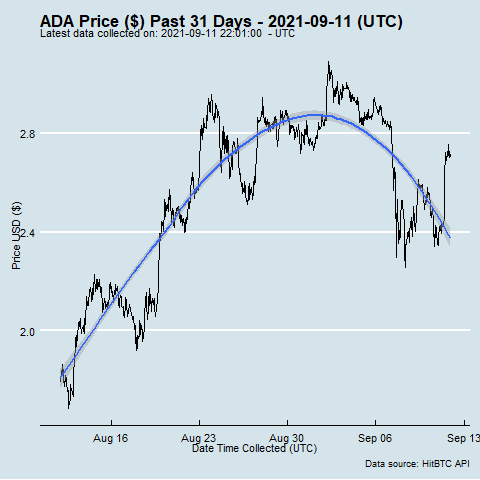 ADA Price ($) Past 31 Days - 2021-09-11 (UTC)
Latest data collected on: 2021-09-11 22:01:00  - UTC
Price USD ($)
2.8
2.4
2.0
Aug 16 Aug 23 Aug 30 Sep 06 Sep 13
Date Time Collected (UTC)
Data source: HitBTC API